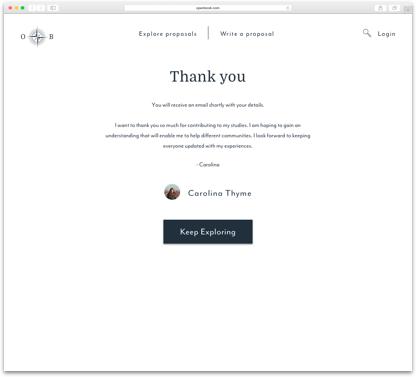 openbook.com
O B
Explore proposals
Write a proposal
Login
Thank you
You will receive an email shortly with your details.
I want to thank you so much for contributing to my studies. I am hoping to gain an
understanding that will enable me to help different communities. I look forward to keeping
everyone updated with my experiences.
- Carolina
Carolina Thyme
Keep Exploring